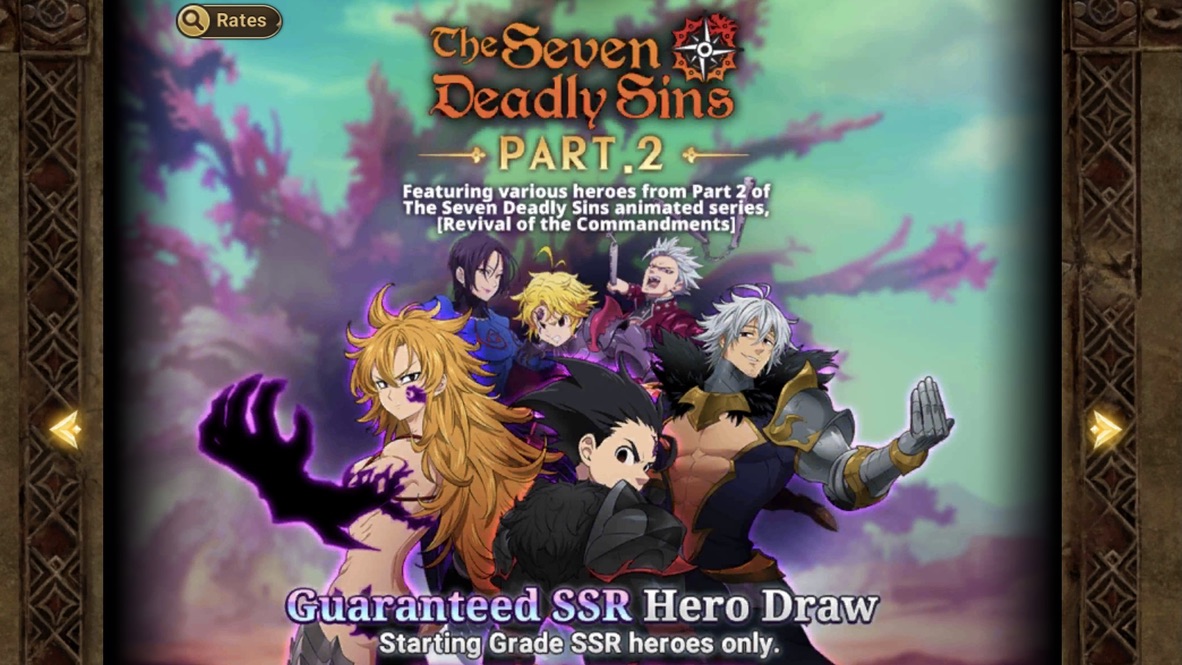 Rates
The Seven
Deadly Sins
PART.2
Featuring various heroes from Part 2 of
The Seven Deadly Sins animated series,
[Revival of the Commandments]
Guaranteed SSR Hero Draw
Starting Grade SSR heroes only.